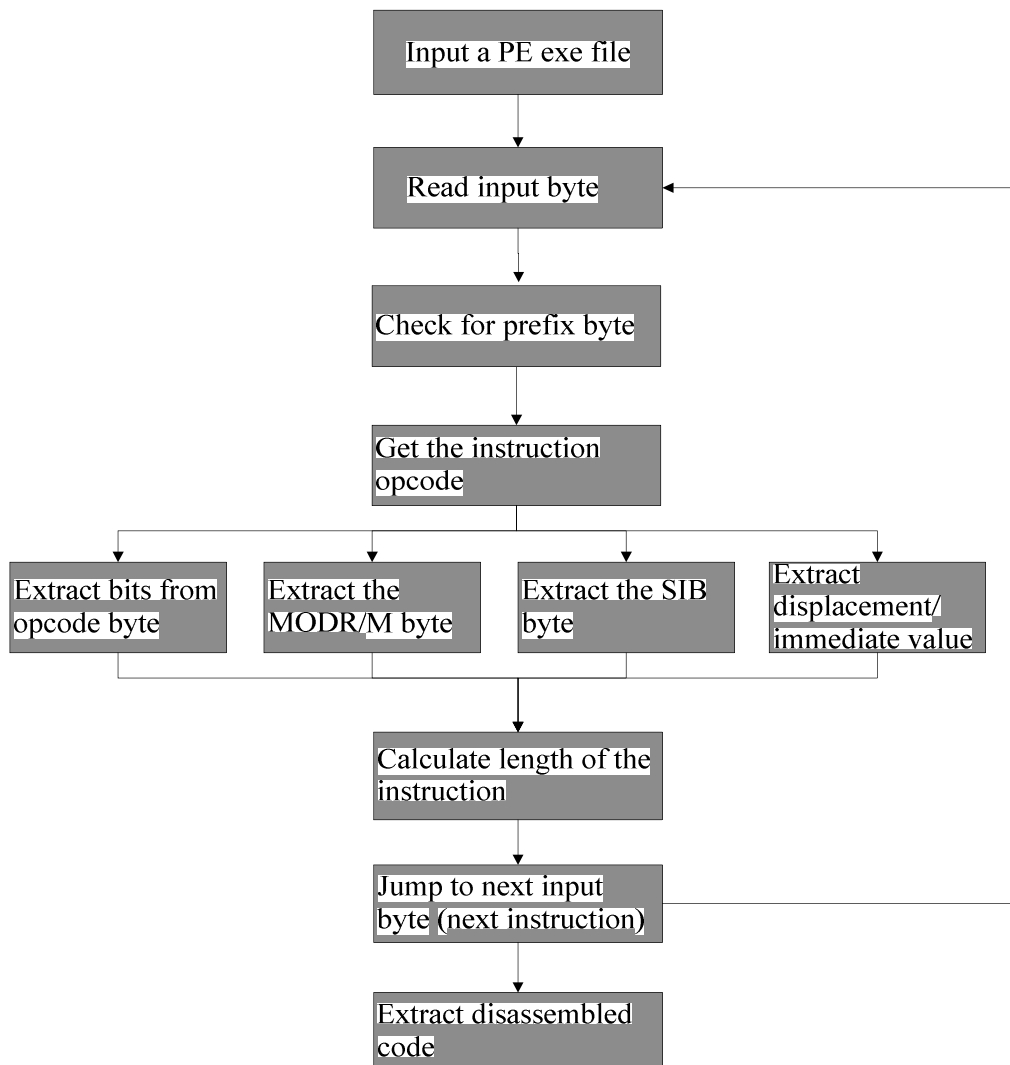 Input a PE exe file
Read input byte
Check for prefix byte
Get the instruction
opcode
Extract bits from
opcode byte
Extract the
MODR/M byte
Extract the SIB
byte
Extract
displacement/
immediate value
Calculate length of the
instruction
Jump to next input
byte (next instruction)
Extract disassembled
code